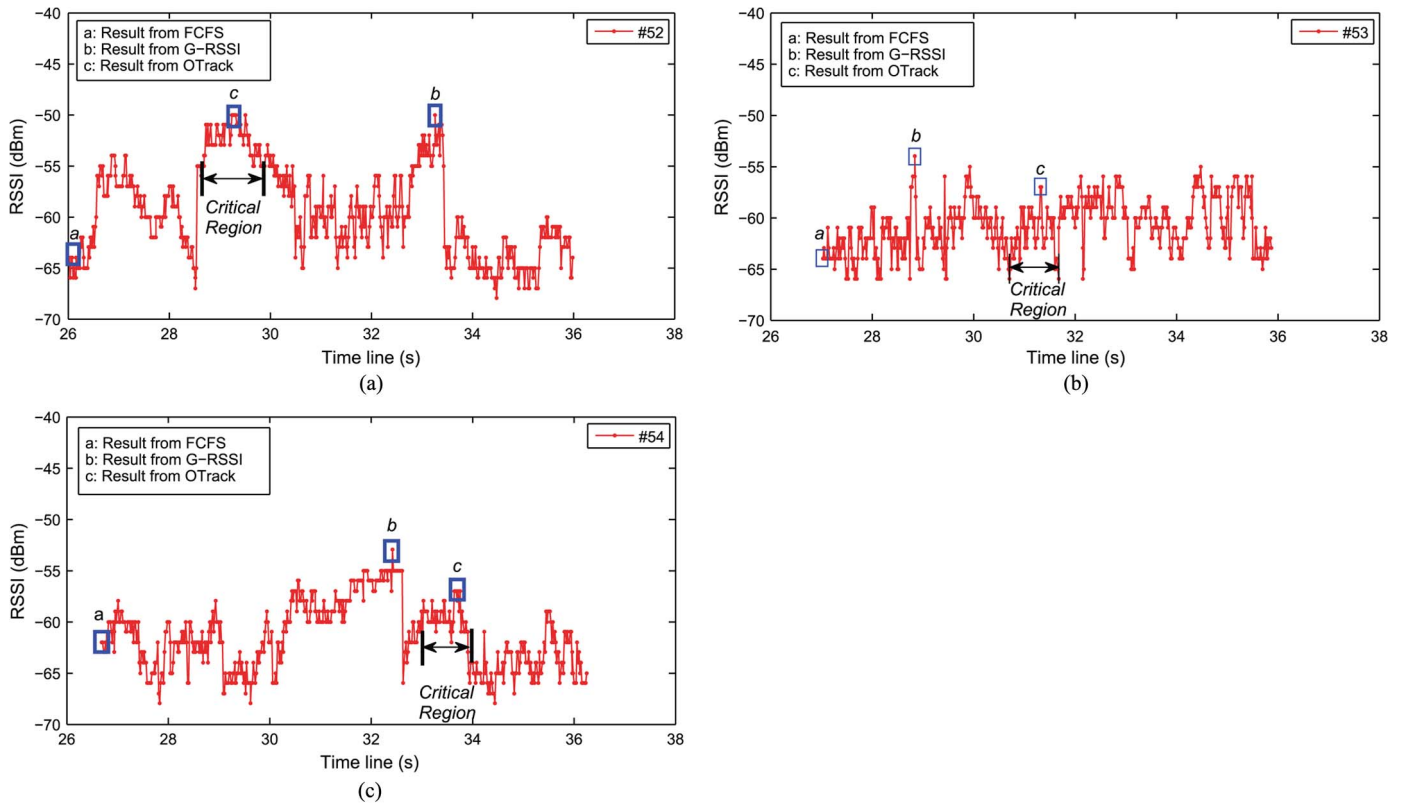 −40
−45
−50
−55
−60
−65
−70
RSSI (dBm)
a: Result from FCFS
b: Result from G−RSSI
c: Result from OTrack
#52
a
c
b
Critical
Region
26 28 30 32 34 36 38
Time line (s)
(a)
−40
−45
−50
−55
−60
−65
−70
RSSI (dBm)
a: Result from FCFS
b: Result from G−RSSI
c: Result from OTrack
#53
a
b
c
Critical
Region
28 30 32 34 36 38
26
Time line (s)
(b)
−40
−45
−50
−55
−60
−65
−70
RSSI (dBm)
a: Result from FCFS
b: Result from G−RSSI
c: Result from OTrack
#54
a
b
c
Critical
Region
26 28 30 32 34 36 38
Time line (s)
(c)